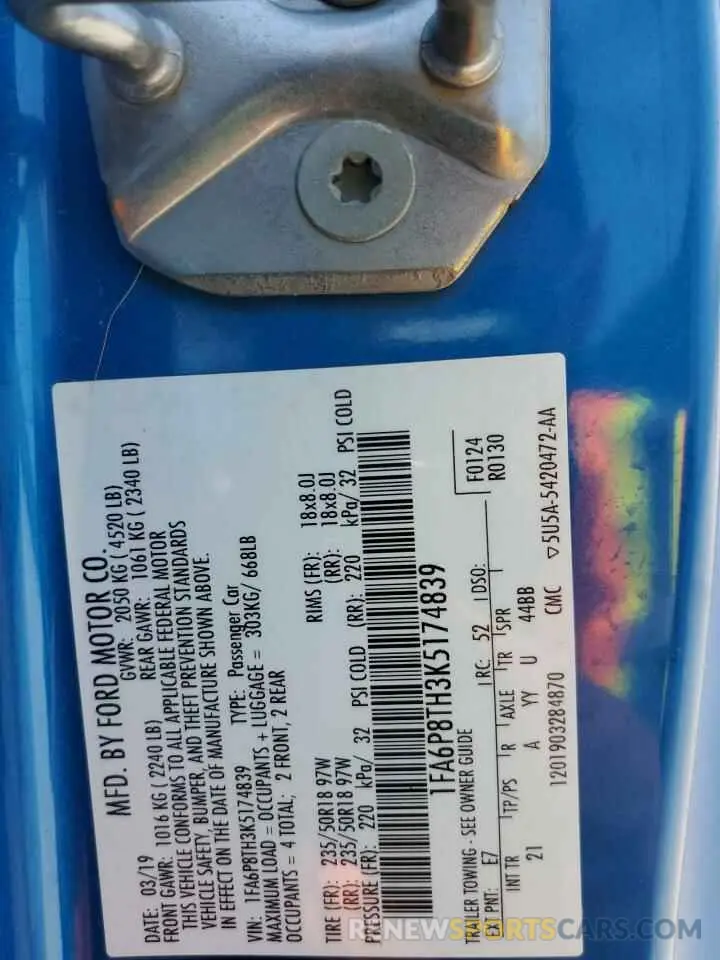 MFD. BY FORD MOTOR CO.
DATE: 03/19 GVWR: 2050 KG ( 4520 LB)
FRONT GAWR: 1016 KG ( 2240 LB) REAR GAWR: 1061 KG ( 2340 LB)
THIS VEHICLE CONFORMS TO ALL APPLICABLE FEDERAL MOTOR
VEHICLE SAFETY, BUMPER, AND THEFT PREVENTION STANDARDS
IN EFFECT ON THE DATE OF MANUFACTURE SHOWN ABOVE.
VIN: 1FA6P8TH3K5174839 TYPE: Passenger Car
MAXIMUM LOAD = OCCUPANTS + LUGGAGE = 303KG/ 668LB
OCCUPANTS = 4 TOTAL; 2 FRONT, 2 REAR
TIRE (FR): 235/50R18 97W RIMS (FR): 18x8.0J
(RR): 235/50R18 97W (RR): 18x8.0J
PRESSURE (FR): 220 kPa/ 32 PSI COLD (RR): 220 kPa/ 32 PSI COLD
1FA6P8TH3K5174839
TRAILER TOWING - SEE OWNER GUIDE
F0124
R0130
EXT PNT: E7 RC: 52 DSO:
INT TR TP/PS R AXLE TR SPR
21 A YY U 44BB
1201903284870 CMC ▽5U5A-5420472-AA
RENEWSPORTSCARS.COM